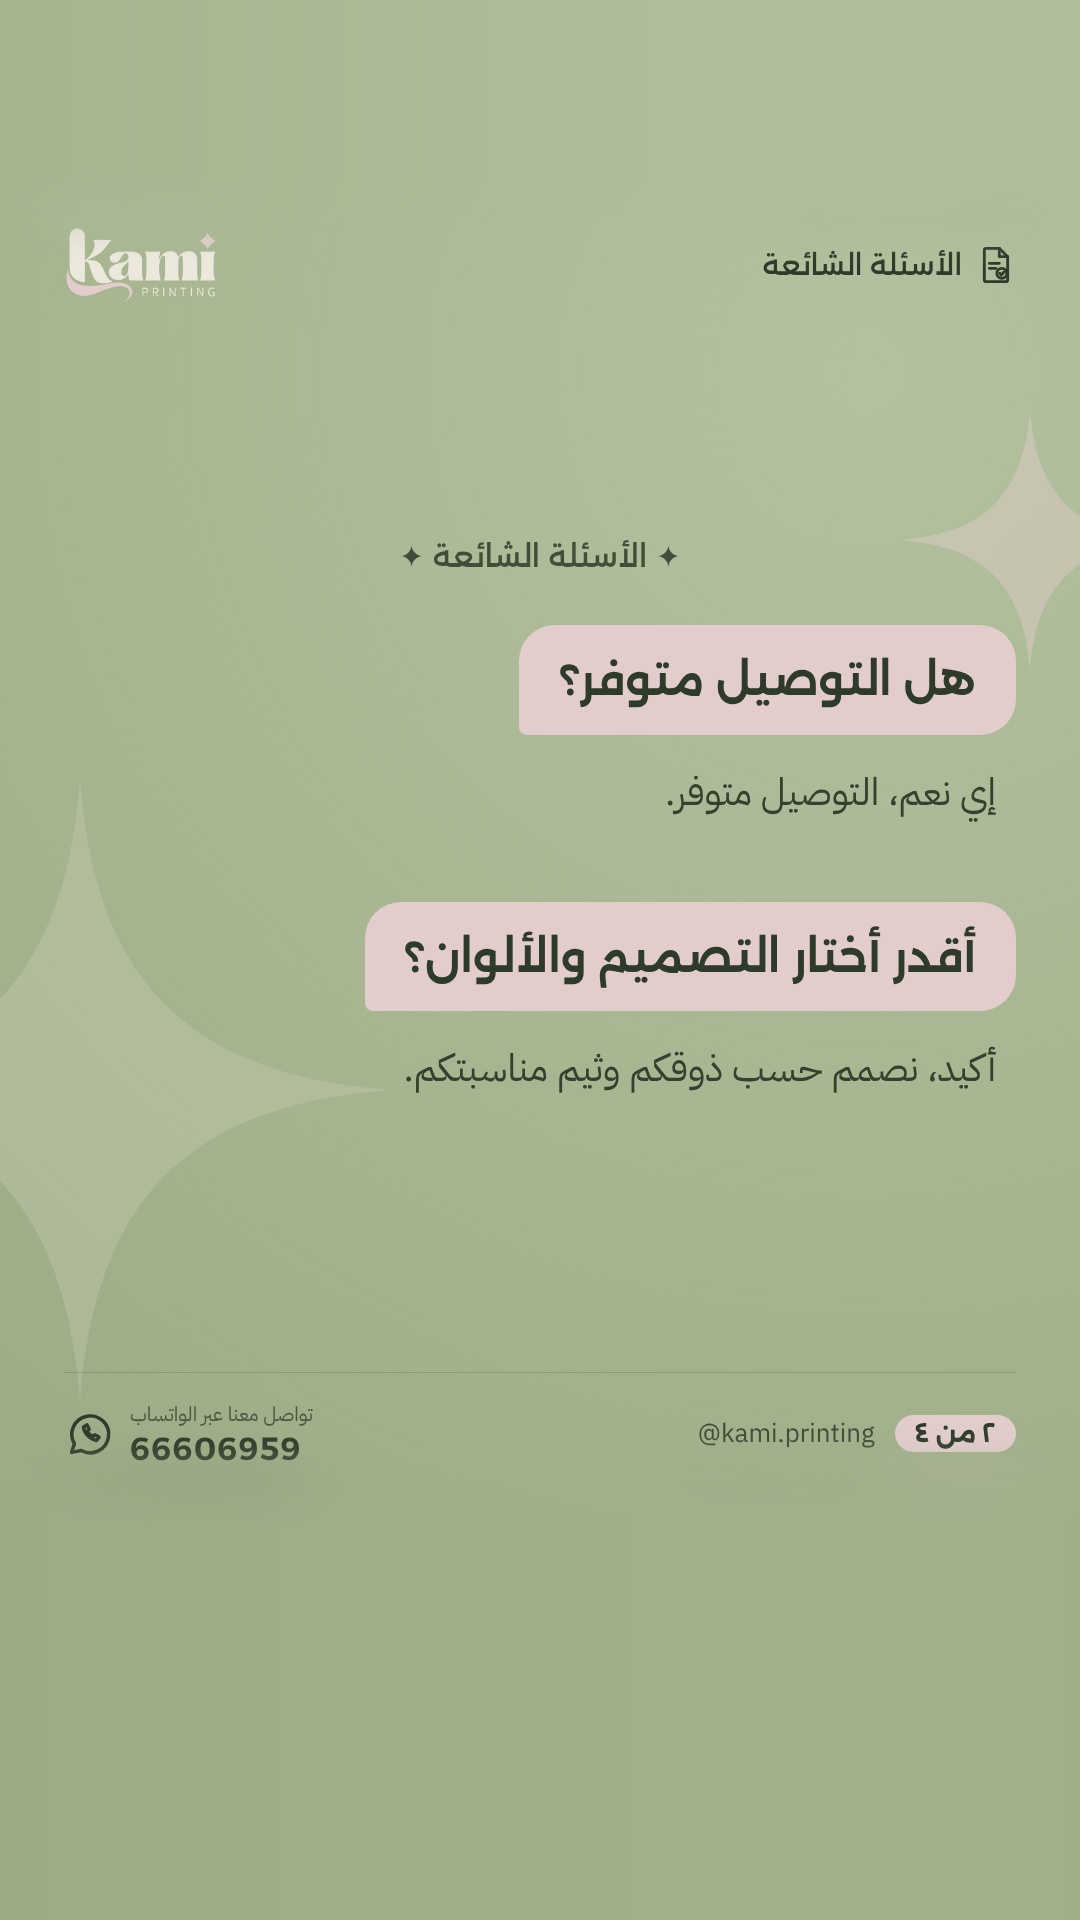 kami
PRINTING
الأسئلة الشائعة
✦ الأسئلة الشائعة ✦
هل التوصيل متوفر؟
إي نعم، التوصيل متوفر.
أقدر أختار التصميم والألوان؟
أكيد، نصمم حسب ذوقكم وثيم مناسبتكم.
٢ من ٤
@kami.printing
تواصل معنا عبر الواتساب
66606959